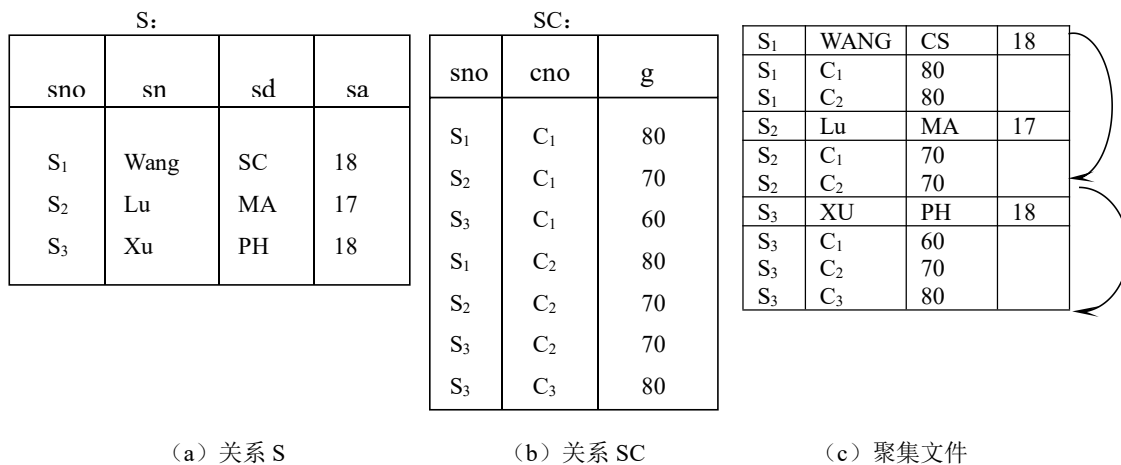 S：
sno sn sd sa
S₁ Wang SC 18
S₂ Lu MA 17
S₃ Xu PH 18
（a）关系 S
SC：
sno cno g
S₁ C₁ 80
S₂ C₁ 70
S₃ C₁ 60
S₁ C₂ 80
S₂ C₂ 70
S₃ C₂ 70
S₃ C₃ 80
（b）关系 SC
S₁ WANG CS 18
S₁ C₁ 80
S₁ C₂ 80
S₂ Lu MA 17
S₂ C₁ 70
S₂ C₂ 70
S₃ XU PH 18
S₃ C₁ 60
S₃ C₂ 70
S₃ C₃ 80
（c）聚集文件